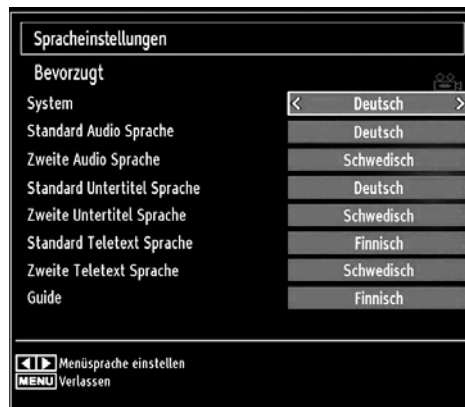 Spracheinstellungen
Bevorzugt
System < Deutsch >
Standard Audio Sprache Deutsch
Zweite Audio Sprache Schwedisch
Standard Untertitel Sprache Deutsch
Zweite Untertitel Sprache Schwedisch
Standard Teletext Sprache Finnisch
Zweite Teletext Sprache Schwedisch
Guide Finnisch
Menüsprache einstellen
MENU Verlassen